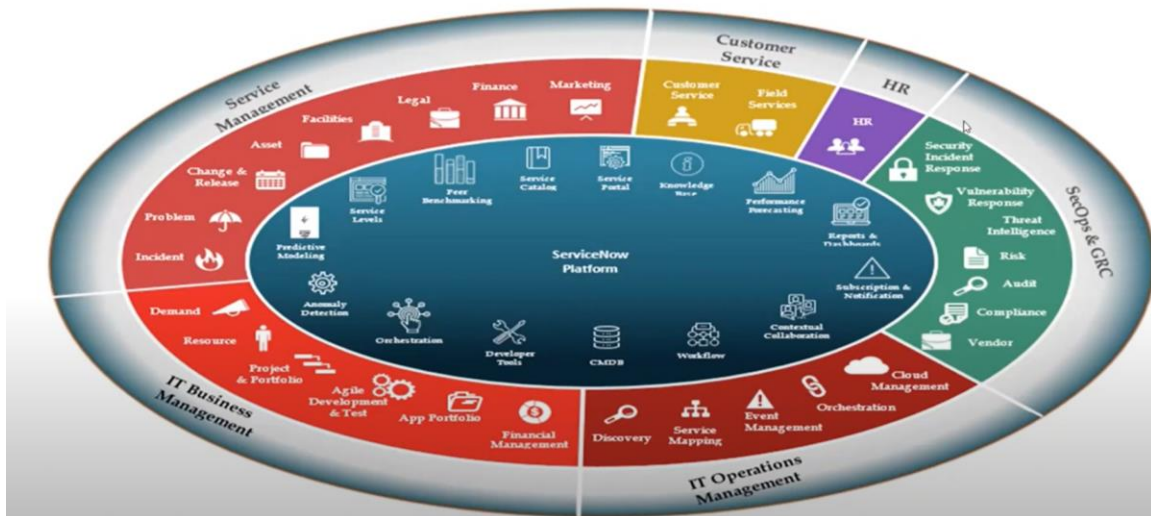 Service
Management
Incident
Problem
Change &
Release
Asset
Facilities
Legal
Finance
Marketing
Customer
Service
Customer
Service
Field
Services
HR
HR
SecOps & GRC
Security
Incident
Response
Vulnerability
Response
Threat
Intelligence
Risk
Audit
Compliance
Vendor
IT Operations
Management
Cloud
Management
Orchestration
Event
Management
Service
Mapping
Discovery
IT Business
Management
Demand
Resource
Project
& Portfolio
Agile
Development
& Test
App Portfolio
Financial
Management
ServiceNow
Platform
Predictive
Modeling
Service
Levels
Peer
Benchmarking
Service
Catalog
Service
Portal
Knowledge
Base
Performance
Forecasting
Reports &
Dashboards
Subscription &
Notification
Contextual
Collaboration
Workflow
CMDB
Developer
Tools
Orchestration
Anomaly
Detection